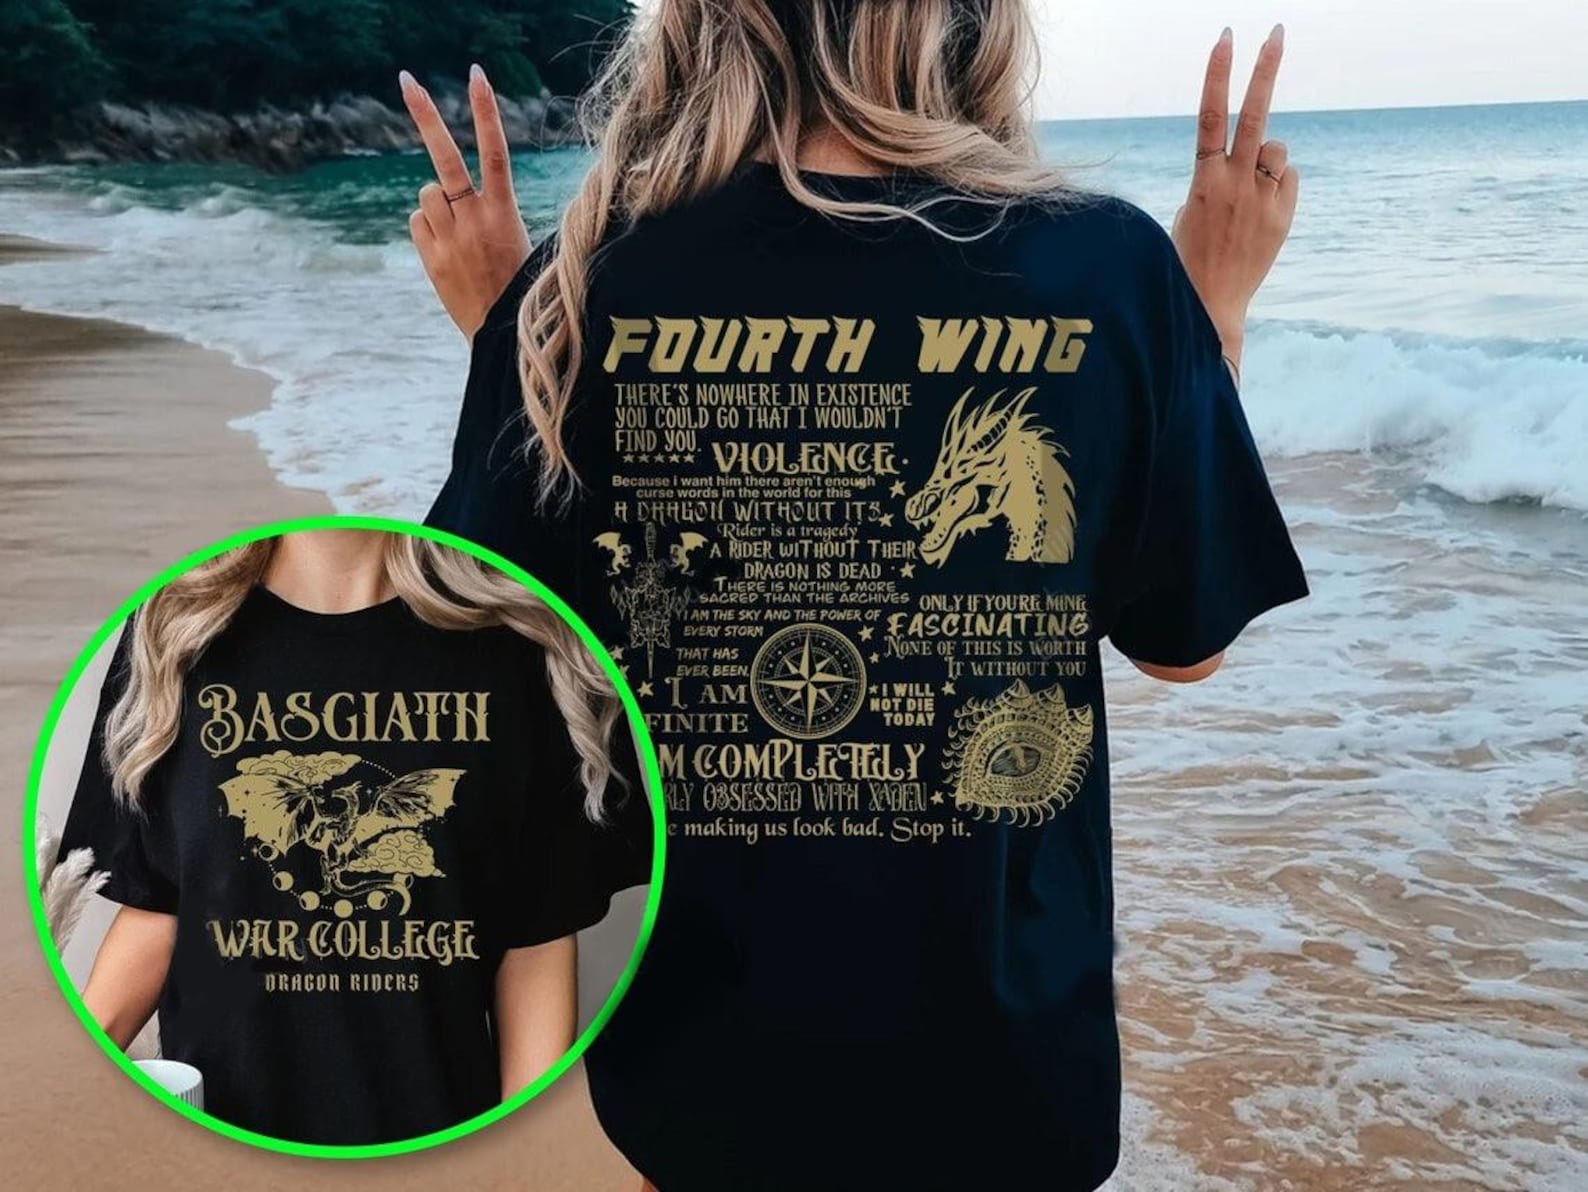 FOURTH WING
THERE'S NOWHERE IN EXISTENCE
YOU COULD GO THAT I WOULDN'T
FIND YOU.
VIOLENCE.
Because i want him there aren't enough
curse words in the world for this
A DRAGON WITHOUT ITS
Rider is a tragedy
A RIDER WITHOUT THEIR
DRAGON IS DEAD
THERE IS NOTHING MORE
SACRED THAN THE ARCHIVES
I AM THE SKY AND THE POWER OF
EVERY STORM
THAT HAS
EVER BEEN.
I AM
FINITE
ONLY IF YOU'RE MINE
FASCINATING
NONE OF THIS IS WORTH
IT WITHOUT YOU
I WILL
NOT DIE
TODAY
M COMPLETELY
RLY OBSESSED WITH XADEN
e making us look bad. Stop it.
BASGIATH
WAR COLLEGE
DRAGON RIDERS